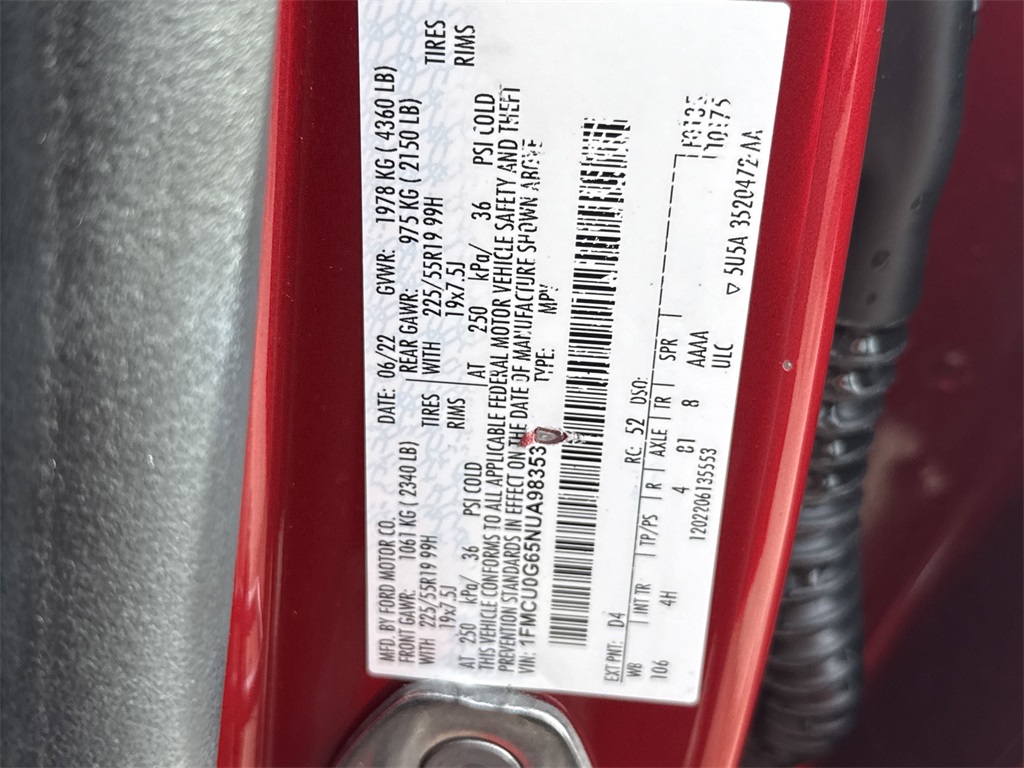 MFD. BY FORD MOTOR CO. DATE: 06/22 GVWR: 1978 KG ( 4360 LB)
FRONT GAWR: 1061 KG ( 2340 LB) REAR GAWR: 975 KG ( 2150 LB)
WITH 225/55R19 99H TIRES WITH 225/55R19 99H TIRES
19x7.5J RIMS 19x7.5J RIMS
AT 250 kPa/ 36 PSI COLD AT 250 kPa/ 36 PSI COLD
THIS VEHICLE CONFORMS TO ALL APPLICABLE FEDERAL MOTOR VEHICLE SAFETY AND THEFT
PREVENTION STANDARDS IN EFFECT ON THE DATE OF MANUFACTURE SHOWN ABOVE
VIN: 1FMCU0G65NUA98353 TYPE: MPV
EXT PNT: D4 RC: 52 DSO:
WB INT TR TP/PS R AXLE TR SPR
106 4H 4 B1 8 AAAA
F0135
10175
1202206135553 ULC
▽ 5U5A 3520472-AA